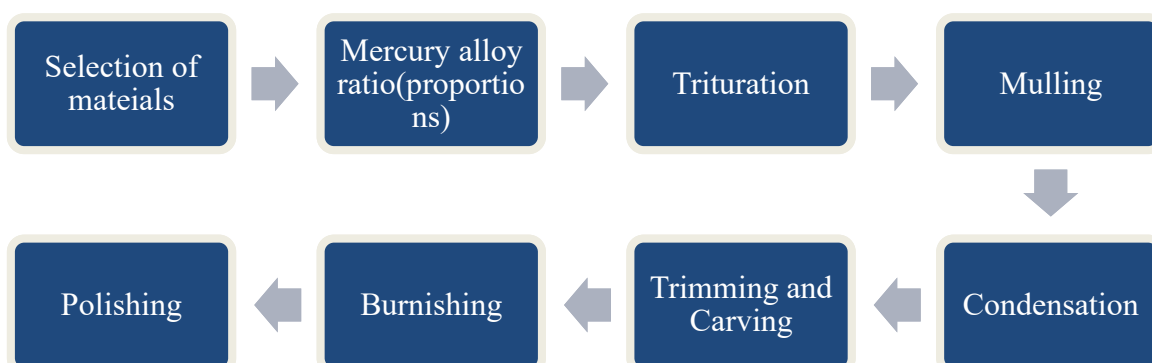 Selection of
mateials
Mercury alloy
ratio(proportio
ns)
Trituration
Mulling
Condensation
Trimming and
Carving
Burnishing
Polishing